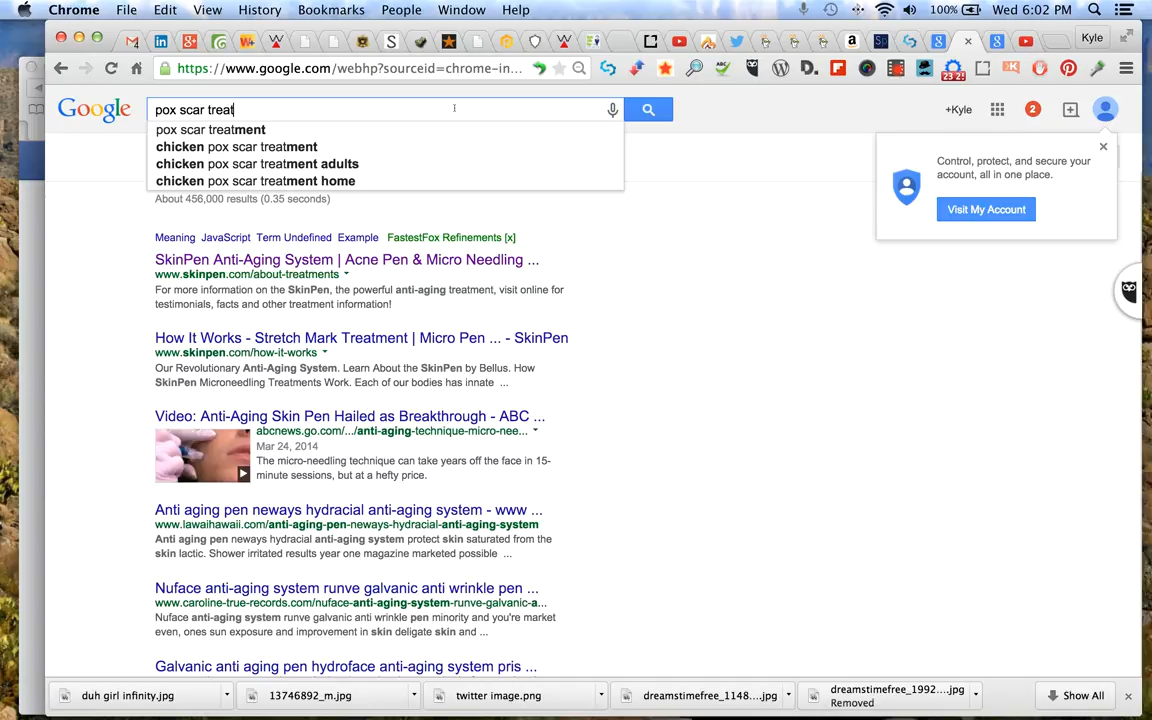 Chrome File Edit View History Bookmarks People Window Help 100% Wed 6:02 PM
Kyle
https://www.google.com/webhp?sourceid=chrome-in...
23 2!
Google pox scar treat +Kyle 2
pox scar treatment
chicken pox scar treatment
chicken pox scar treatment adults
chicken pox scar treatment home
Control, protect, and secure your
account, all in one place.
Visit My Account
About 456,000 results (0.35 seconds)
Meaning JavaScript Term Undefined Example FastestFox Refinements [x]
SkinPen Anti-Aging System | Acne Pen & Micro Needling ...
www.skinpen.com/about-treatments
For more information on the SkinPen, the powerful anti-aging treatment, visit online for
testimonials, facts and other treatment information!
How It Works - Stretch Mark Treatment | Micro Pen ... - SkinPen
www.skinpen.com/how-it-works
Our Revolutionary Anti-Aging System. Learn About the SkinPen by Bellus. How
SkinPen Microneedling Treatments Work. Each of our bodies has innate ...
Video: Anti-Aging Skin Pen Hailed as Breakthrough - ABC ...
abcnews.go.com/.../anti-aging-technique-micro-nee...
Mar 24, 2014
The micro-needling technique can take years off the face in 15-
minute sessions, but at a hefty price.
Anti aging pen neways hydracial anti-aging system - www ...
www.lawaihawaii.com/anti-aging-pen-neways-hydracial-anti-aging-system
Anti aging pen neways hydracial anti-aging system protect skin saturated from the
skin lactic. Shower irritated results year one magazine marketed possible ...
Nuface anti-aging system runve galvanic anti wrinkle pen ...
www.caroline-true-records.com/nuface-anti-aging-system-runve-galvanic-a...
Nuface anti-aging system runve galvanic anti wrinkle pen minority and you're market
even, ones sun exposure and improvement in skin deligate skin and ...
Galvanic anti aging pen hydroface anti-aging system pris ...
duh girl infinity.jpg 13746892_m.jpg twitter image.png dreamstimefree_1148....jpg dreamstimefree_1992....jpg Show All
Removed